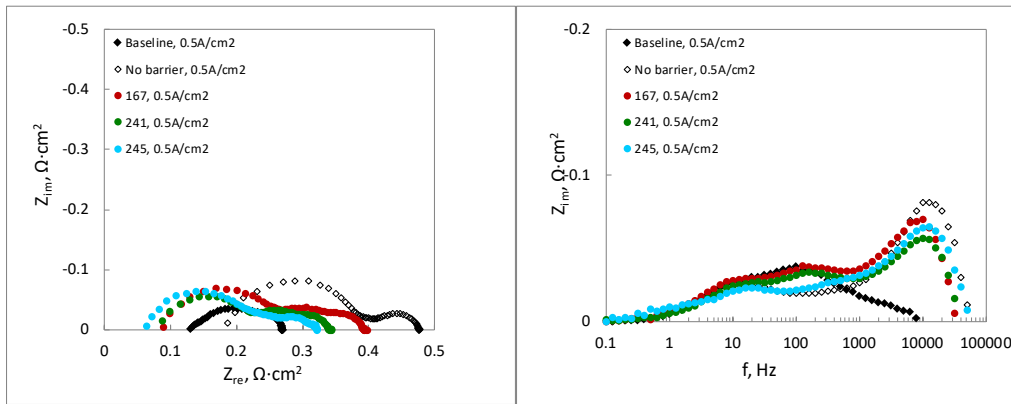 -0.5
-0.4
-0.3
-0.2
-0.1
0
0
0.1
0.2
0.3
0.4
0.5
Z_im, Ω·cm²
Z_re, Ω·cm²
Baseline, 0.5A/cm2
No barrier, 0.5A/cm2
167, 0.5A/cm2
241, 0.5A/cm2
245, 0.5A/cm2
-0.2
-0.1
0
0.1
1
10
100
1000
10000
100000
Z_im, Ω·cm²
f, Hz
Baseline, 0.5A/cm2
No barrier, 0.5A/cm2
167, 0.5A/cm2
241, 0.5A/cm2
245, 0.5A/cm2